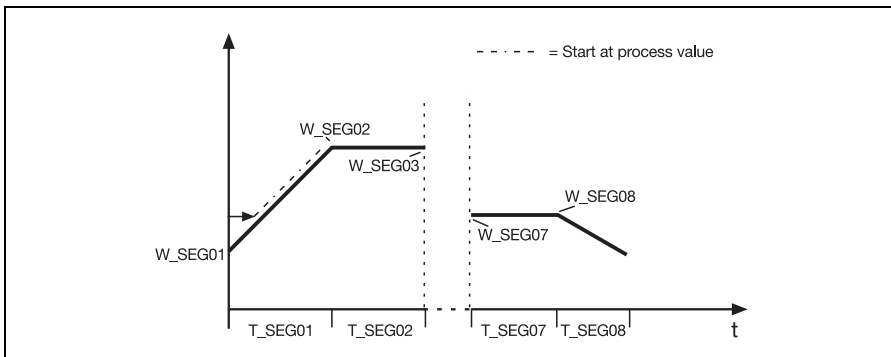 = Start at process value
W_SEG02
W_SEG03
W_SEG08
W_SEG07
W_SEG01
T_SEG01 T_SEG02 T_SEG07 T_SEG08 t